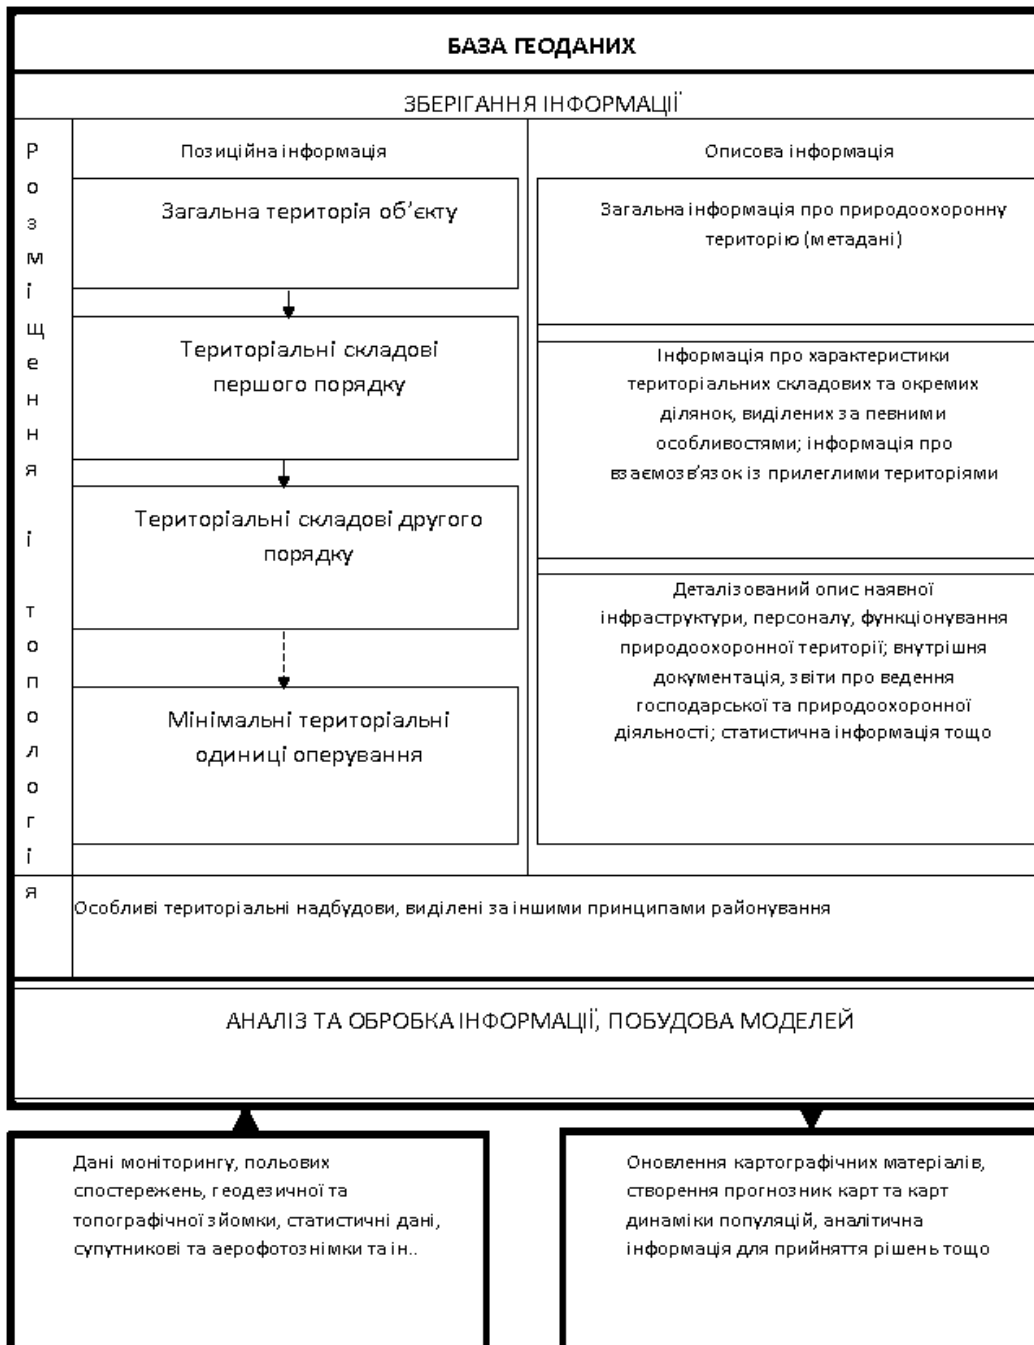 БАЗА ГЕОДАНИХ
ЗБЕРІГАННЯ ІНФОРМАЦІЇ
Розміщення і топологія
Позиційна інформація
Загальна територія об’єкту
Територіальні складові
першого порядку
Територіальні складові другого
порядку
Мінімальні територіальні
одиниці оперування
Описова інформація
Загальна інформація про природоохоронну
територію (метадані)
Інформація про характеристики
територіальних складових та окремих
ділянок, виділених за певними
особливостями; інформація про
взаємозв’язок із прилеглими територіями
Деталізований опис наявної
інфраструктури, персоналу, функціонування
природоохоронної території; внутрішня
документація, звіти про ведення
господарської та природоохоронної
діяльності; статистична інформація тощо
Особливі територіальні надбудови, виділені за іншими принципами районування
АНАЛІЗ ТА ОБРОБКА ІНФОРМАЦІЇ, ПОБУДОВА МОДЕЛЕЙ
Дані моніторингу, польових
спостережень, геодезичної та
топографічної зйомки, статистичні дані,
супутникові та аерофотознімки та ін..
Оновлення картографічних матеріалів,
створення прогнозник карт та карт
динаміки популяцій, аналітична
інформація для прийняття рішень тощо